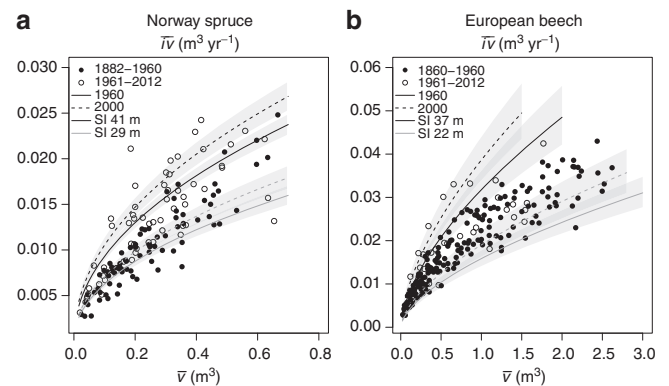 a Norway spruce
i̅v̅ (m³ yr⁻¹)
0.030
0.025
0.020
0.015
0.010
0.005
1882–1960
1961–2012
1960
2000
SI 41 m
SI 29 m
0.0 0.2 0.4 0.6 0.8
v̅ (m³)
b European beech
i̅v̅ (m³ yr⁻¹)
0.06
0.05
0.04
0.03
0.02
0.01
0.00
1860–1960
1961–2012
1960
2000
SI 37 m
SI 22 m
0.0 0.5 1.0 1.5 2.0 2.5 3.0
v̅ (m³)